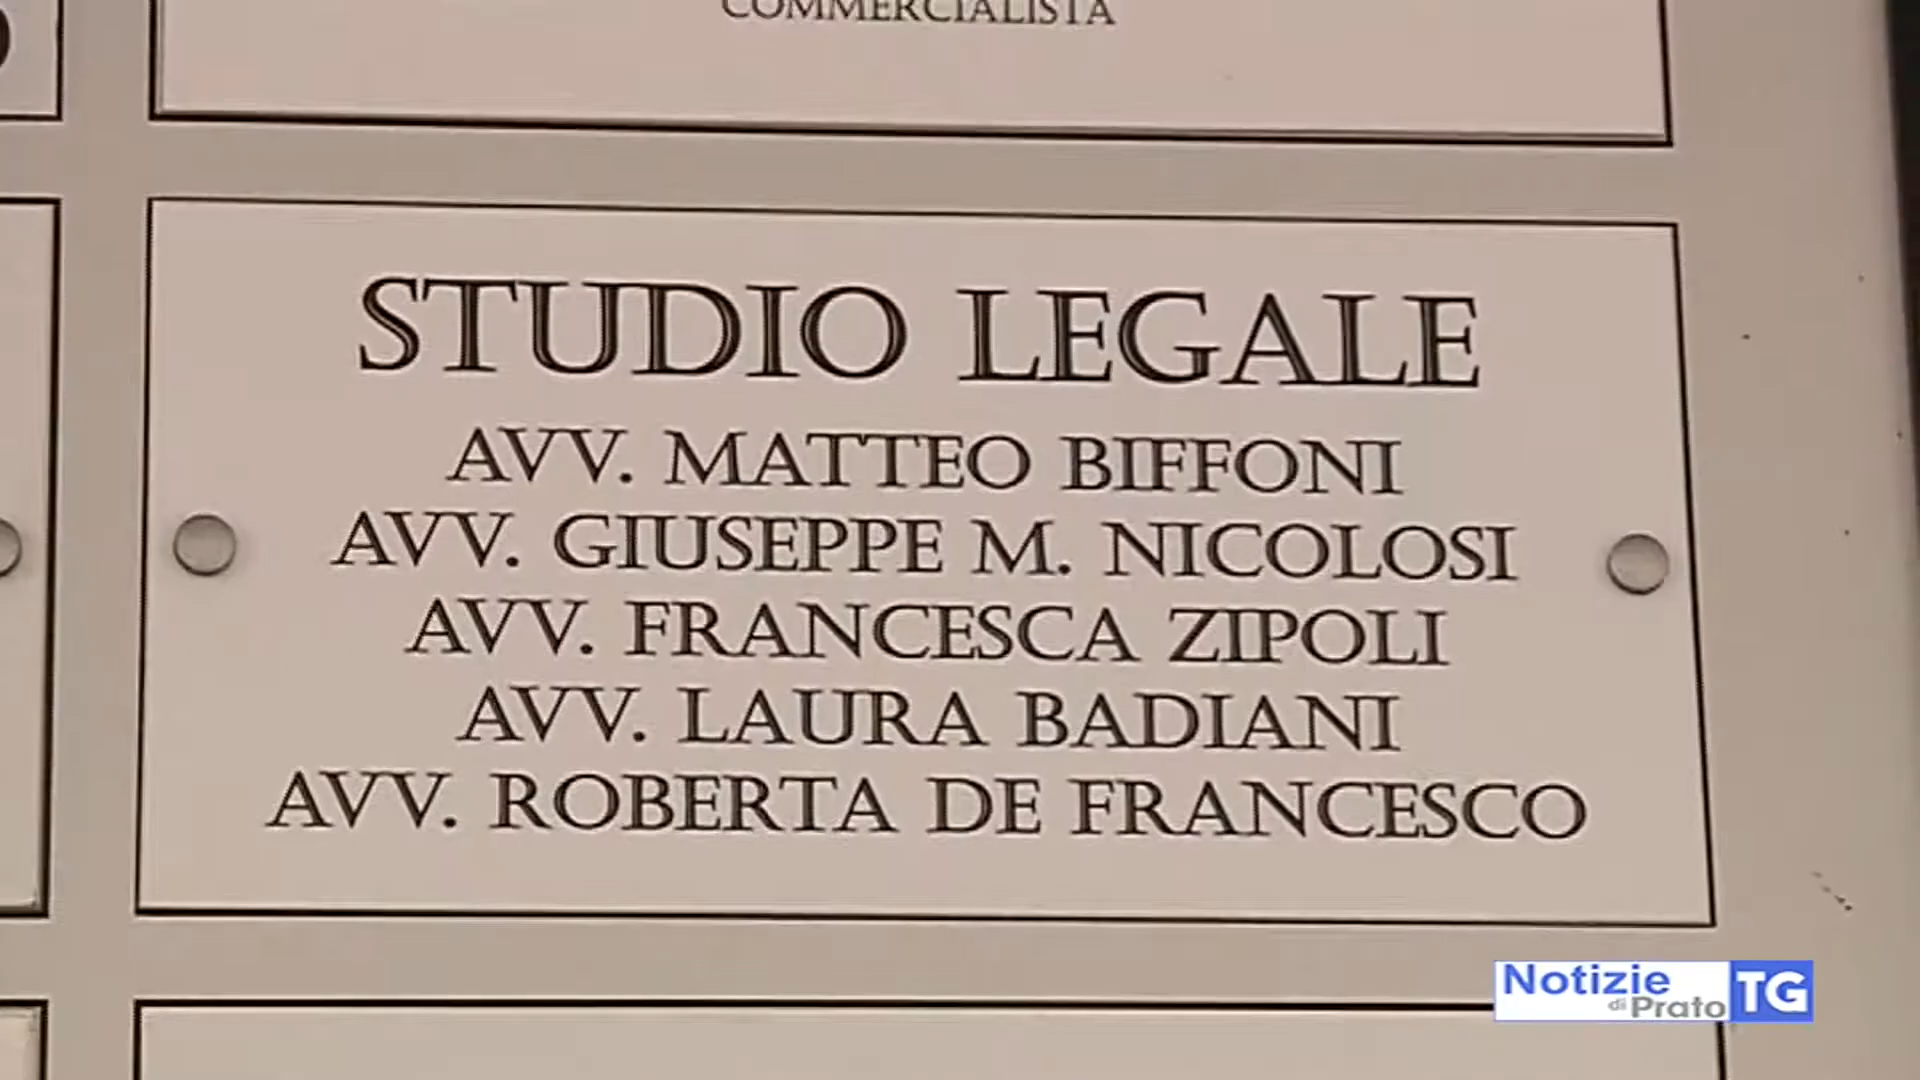 COMMERCIALISTA
STUDIO LEGALE
AVV. MATTEO BIFFONI
AVV. GIUSEPPE M. NICOLOSI
AVV. FRANCESCA ZIPOLI
AVV. LAURA BADIANI
AVV. ROBERTA DE FRANCESCO
Notizie
di Prato TG